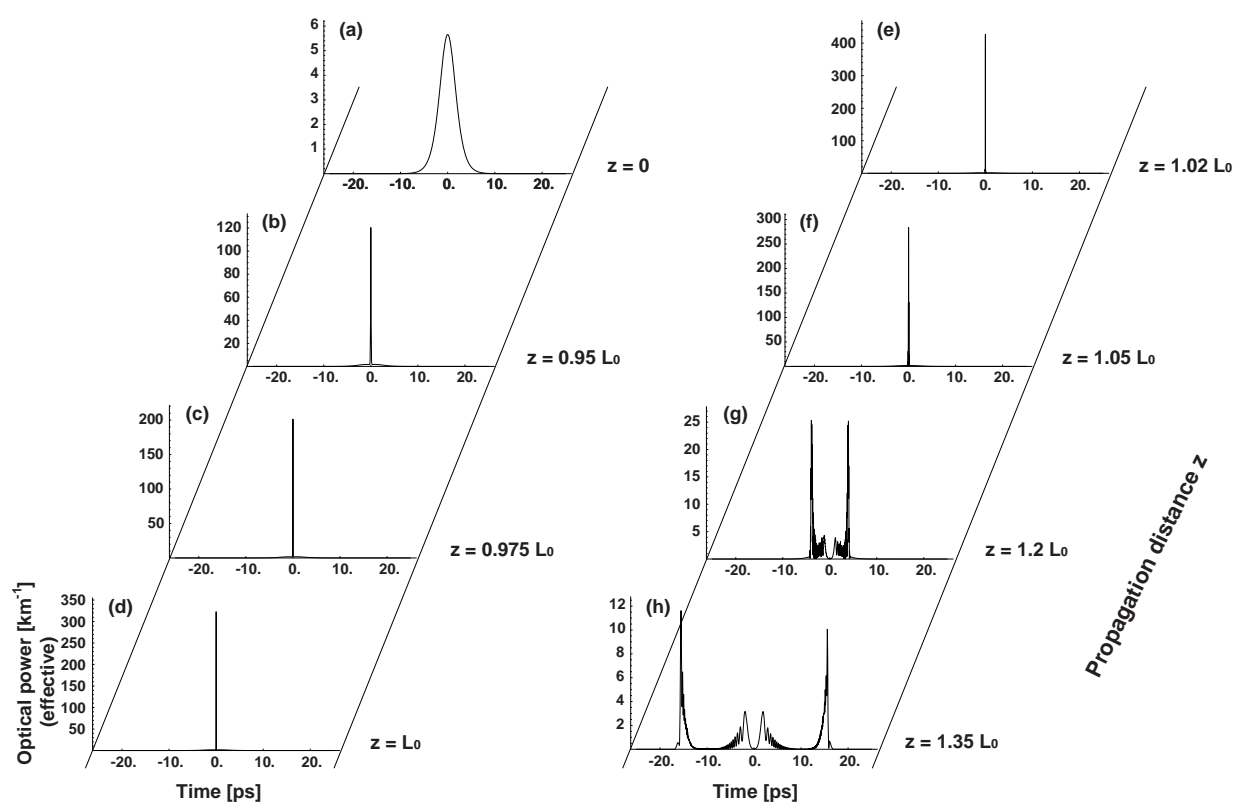 (a)
6
5
4
3
2
1
-20. -10. 0. 10. 20.
z = 0
(b)
120
100
80
60
40
20
-20. -10. 0. 10. 20.
z = 0.95 L0
(c)
200
150
100
50
-20. -10. 0. 10. 20.
z = 0.975 L0
(d)
350
300
250
200
150
100
50
-20. -10. 0. 10. 20.
z = L0
Optical power [km-1]
(effective)
Time [ps]
(e)
400
300
200
100
-20. -10. 0. 10. 20.
z = 1.02 L0
(f)
300
250
200
150
100
50
-20. -10. 0. 10. 20.
z = 1.05 L0
(g)
25
20
15
10
5
-20. -10. 0. 10. 20.
z = 1.2 L0
(h)
12
10
8
6
4
2
-20. -10. 0. 10. 20.
z = 1.35 L0
Time [ps]
Propagation distance z